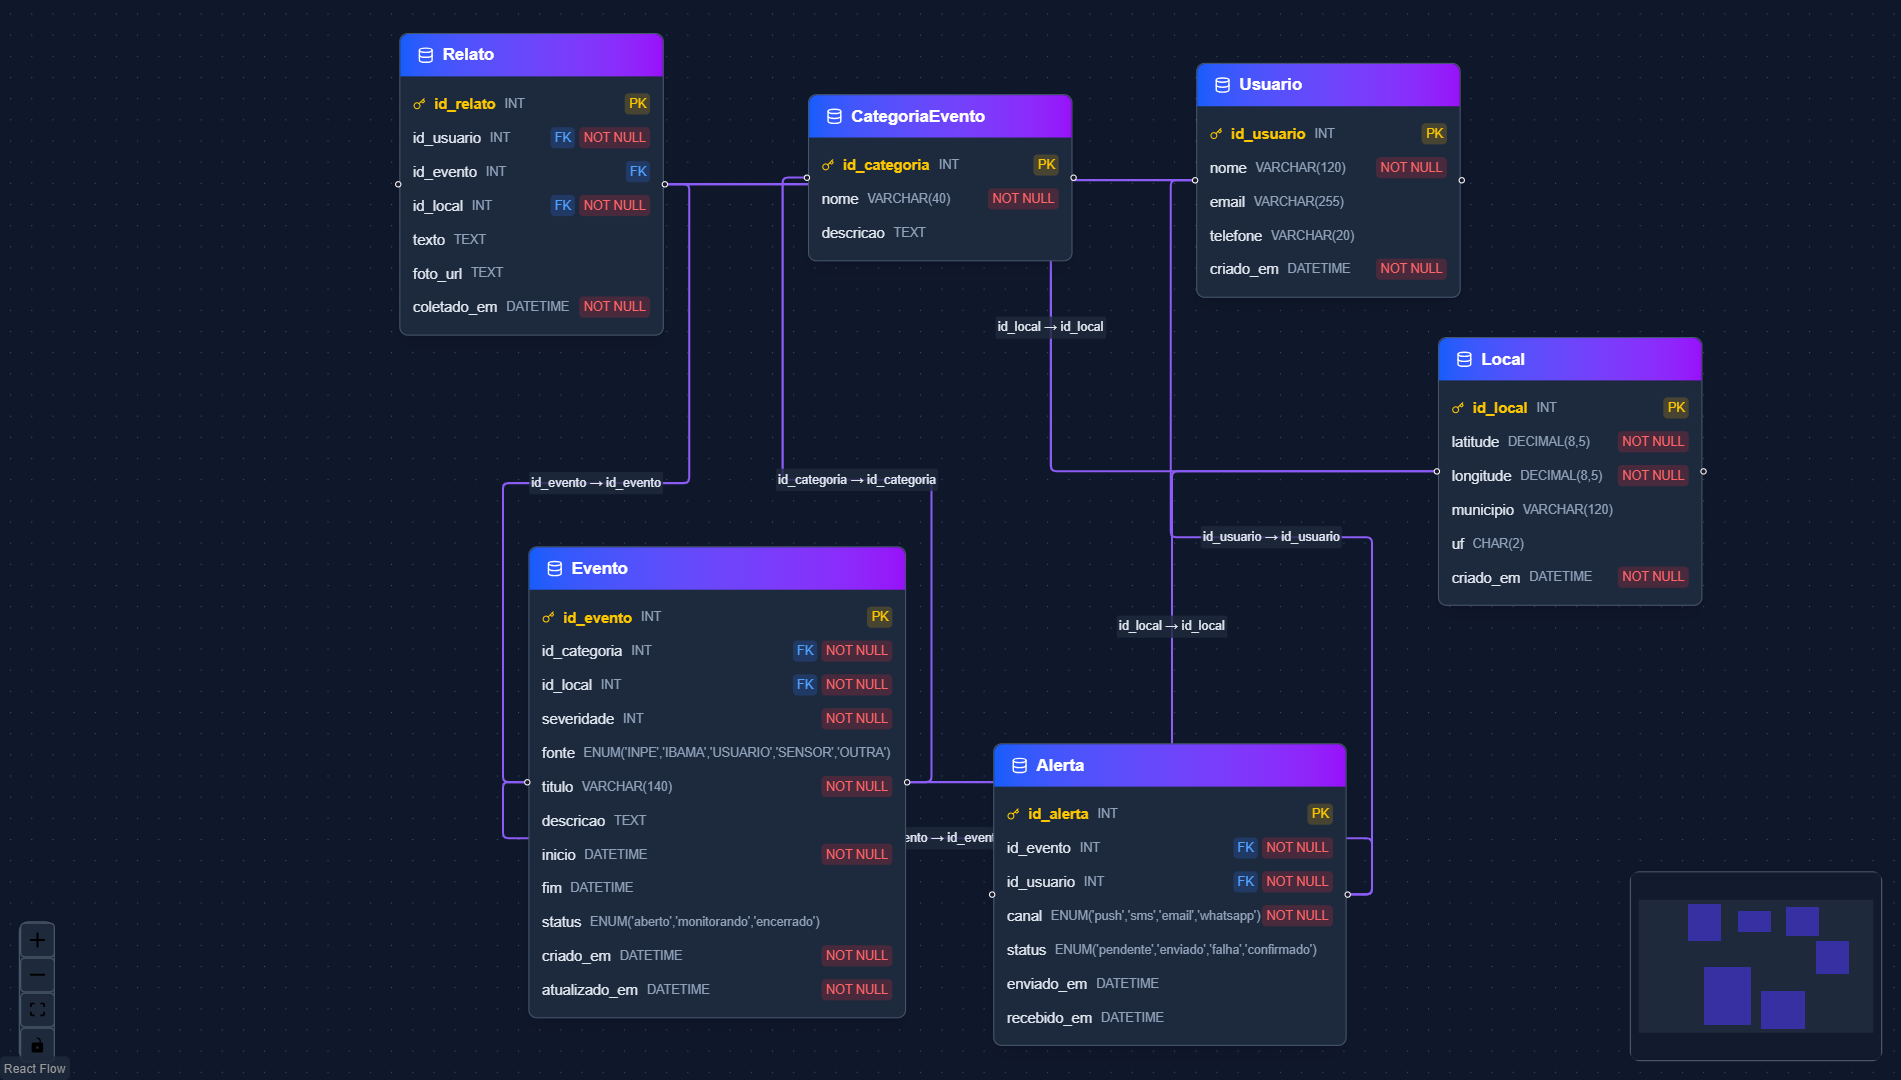 Relato
id_relato INT PK
id_usuario INT FK NOT NULL
id_evento INT FK
id_local INT FK NOT NULL
texto TEXT
foto_url TEXT
coletado_em DATETIME NOT NULL
CategoriaEvento
id_categoria INT PK
nome VARCHAR(40) NOT NULL
descricao TEXT
Usuario
id_usuario INT PK
nome VARCHAR(120) NOT NULL
email VARCHAR(255)
telefone VARCHAR(20)
criado_em DATETIME NOT NULL
id_local → id_local
Local
id_local INT PK
latitude DECIMAL(8,5) NOT NULL
longitude DECIMAL(8,5) NOT NULL
municipio VARCHAR(120)
uf CHAR(2)
criado_em DATETIME NOT NULL
id_evento → id_evento
id_categoria → id_categoria
id_usuario → id_usuario
id_local → id_local
Evento
id_evento INT PK
id_categoria INT FK NOT NULL
id_local INT FK NOT NULL
severidade INT NOT NULL
fonte ENUM('INPE','IBAMA','USUARIO','SENSOR','OUTRA')
titulo VARCHAR(140) NOT NULL
descricao TEXT
inicio DATETIME NOT NULL
fim DATETIME
status ENUM('aberto','monitorando','encerrado')
criado_em DATETIME NOT NULL
atualizado_em DATETIME NOT NULL
ento → id_event
Alerta
id_alerta INT PK
id_evento INT FK NOT NULL
id_usuario INT FK NOT NULL
canal ENUM('push','sms','email','whatsapp') NOT NULL
status ENUM('pendente','enviado','falha','confirmado')
enviado_em DATETIME
recebido_em DATETIME
React Flow